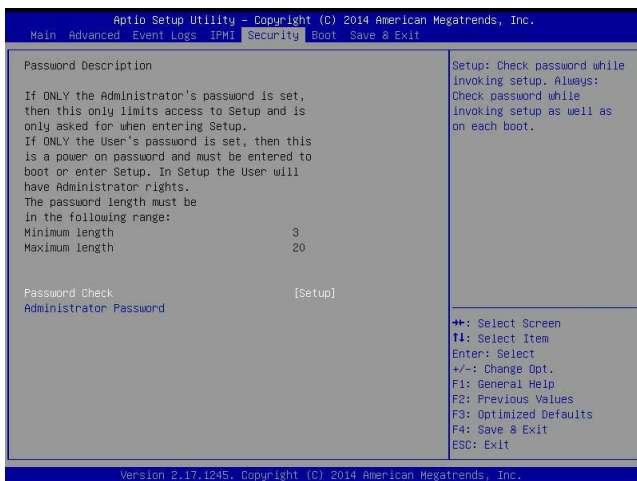 Aptio Setup Utility – Copyright (C) 2014 American Megatrends, Inc.
Main Advanced Event Logs IPMI Security Boot Save & Exit
Password Description
If ONLY the Administrator's password is set,
then this only limits access to Setup and is
only asked for when entering Setup.
If ONLY the User's password is set, then this
is a power on password and must be entered to
boot or enter Setup. In Setup the User will
have Administrator rights.
The password length must be
in the following range:
Minimum length 3
Maximum length 20
Password Check [Setup]
Administrator Password
Setup: Check password while
invoking setup. Always:
Check password while
invoking setup as well as
on each boot.
→←: Select Screen
↑↓: Select Item
Enter: Select
+/-: Change Opt.
F1: General Help
F2: Previous Values
F3: Optimized Defaults
F4: Save & Exit
ESC: Exit
Version 2.17.1245. Copyright (C) 2014 American Megatrends, Inc.